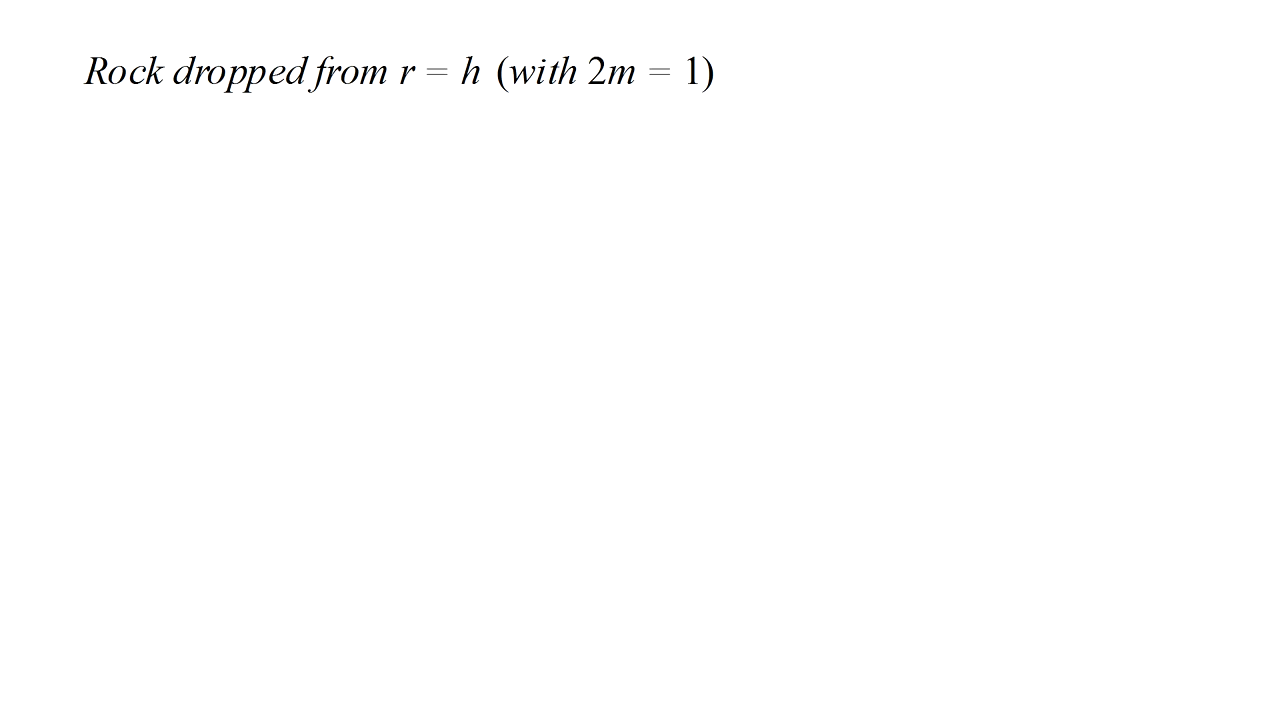 Rock dropped from r = h (with 2m = 1)